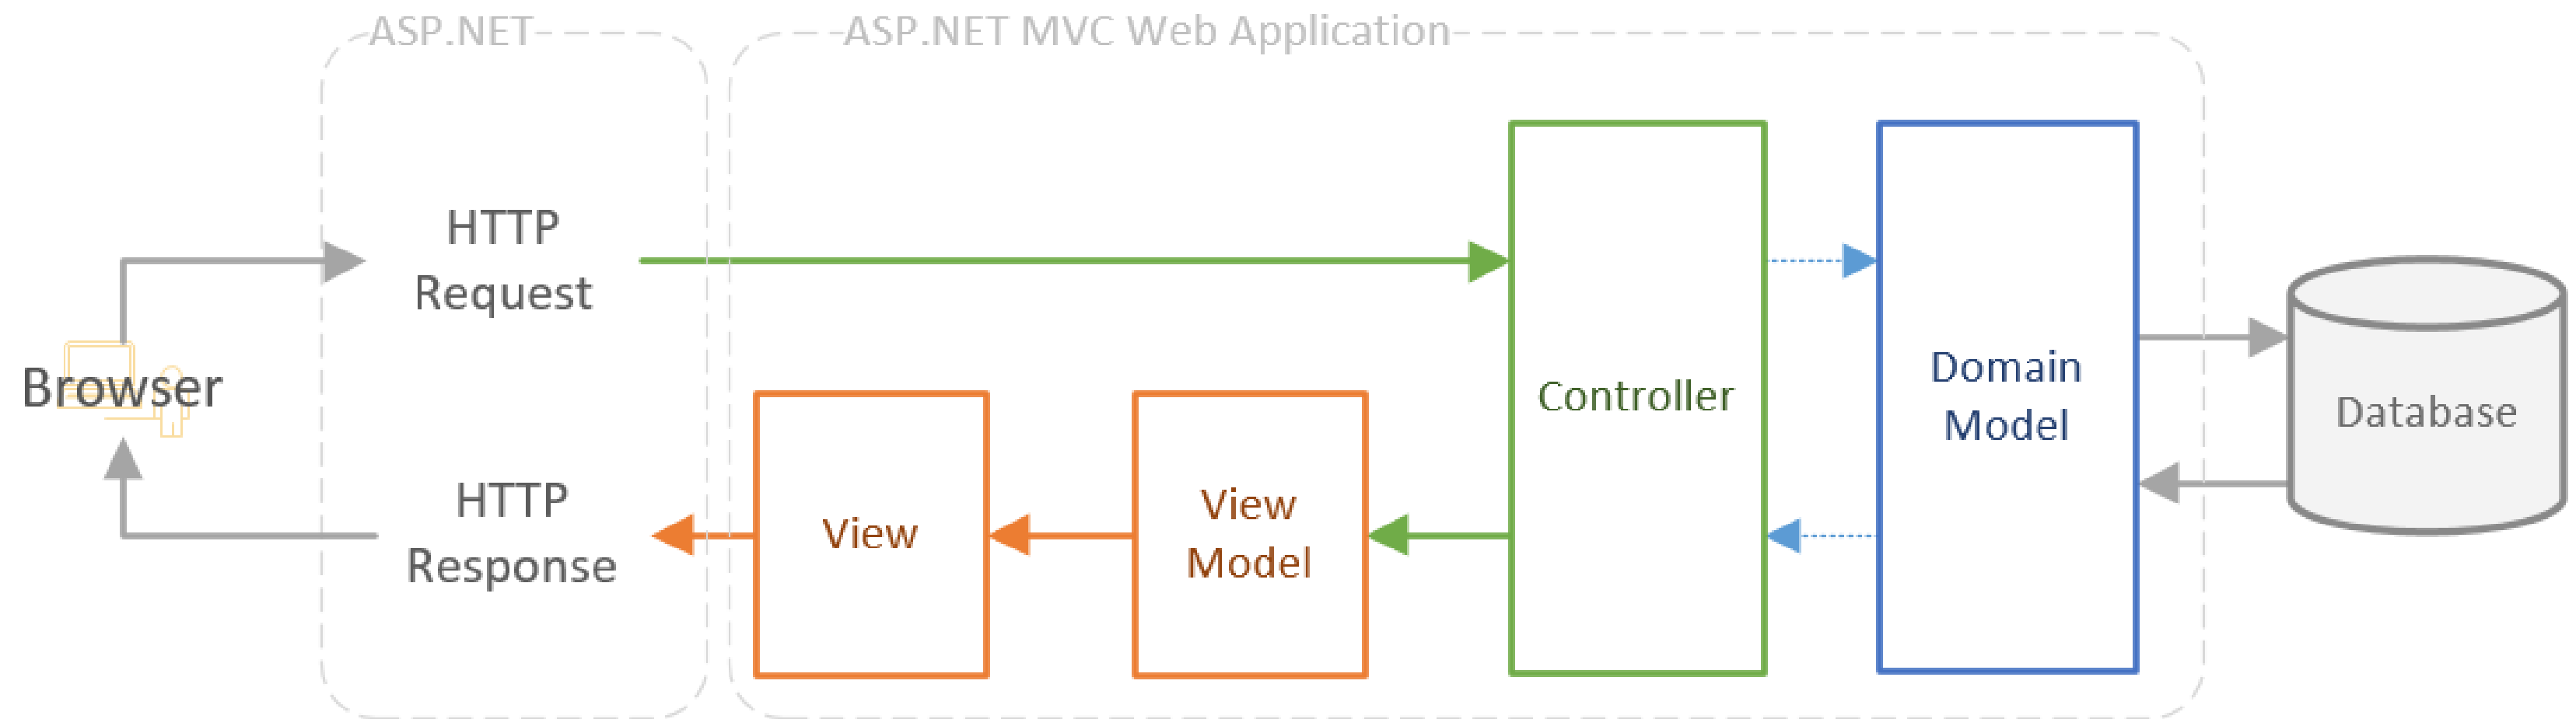 ASP.NET
ASP.NET MVC Web Application
HTTP
Request
Browser
HTTP
Response
View
View
Model
Controller
Domain
Model
Database